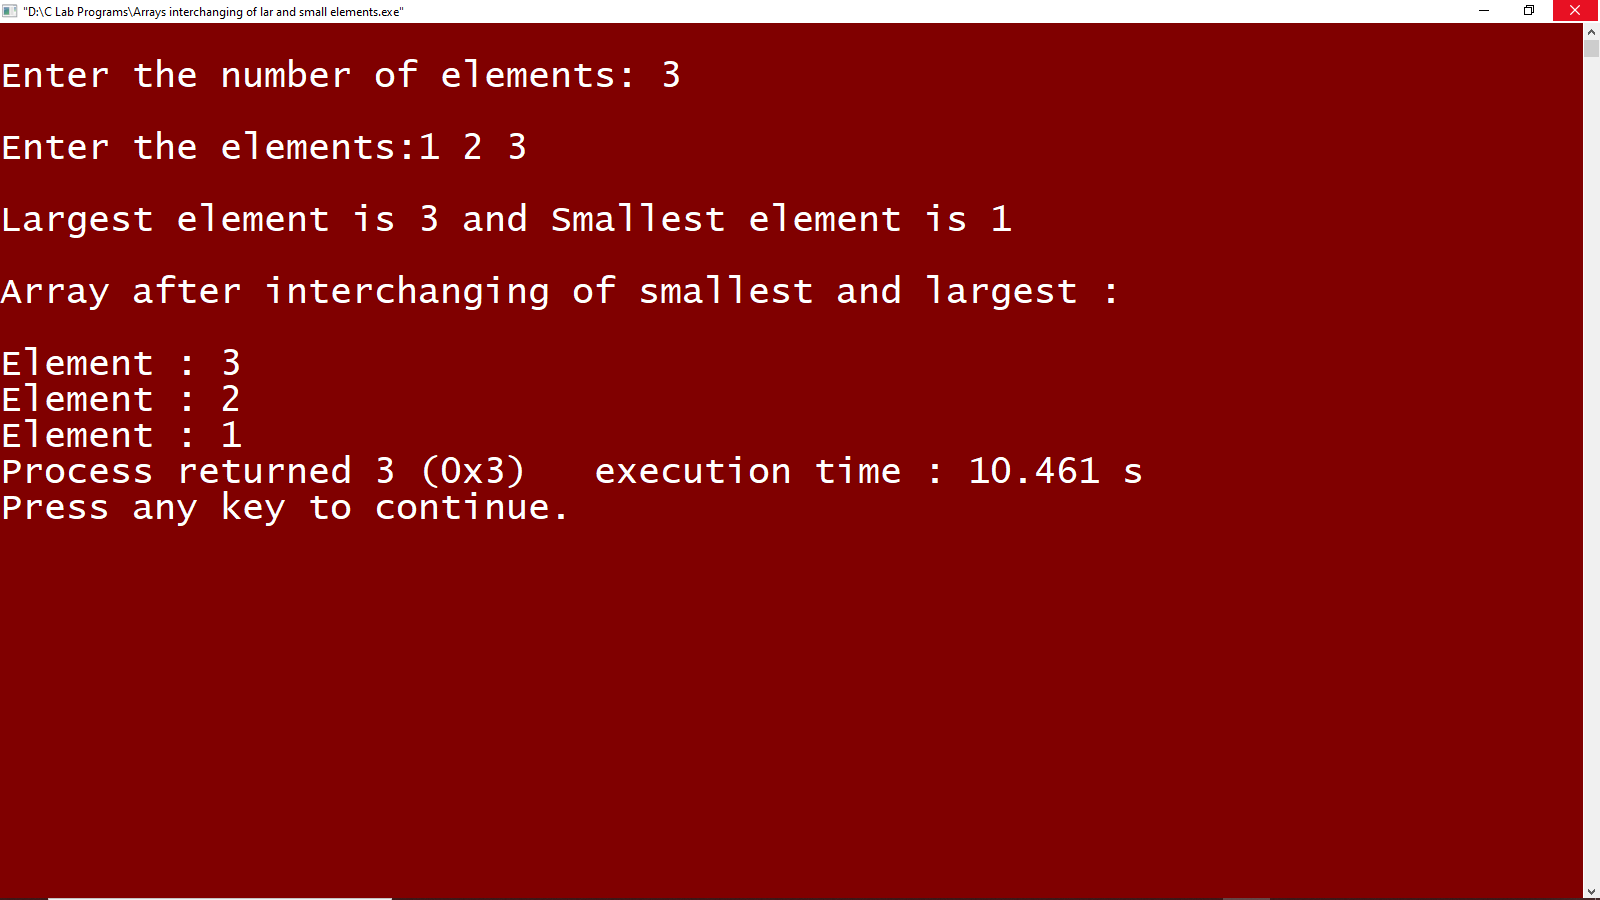 "D:\C Lab Programs\Arrays interchanging of lar and small elements.exe"
Enter the number of elements: 3
Enter the elements:1 2 3
Largest element is 3 and Smallest element is 1
Array after interchanging of smallest and largest :
Element : 3
Element : 2
Element : 1
Process returned 3 (0x3)   execution time : 10.461 s
Press any key to continue.